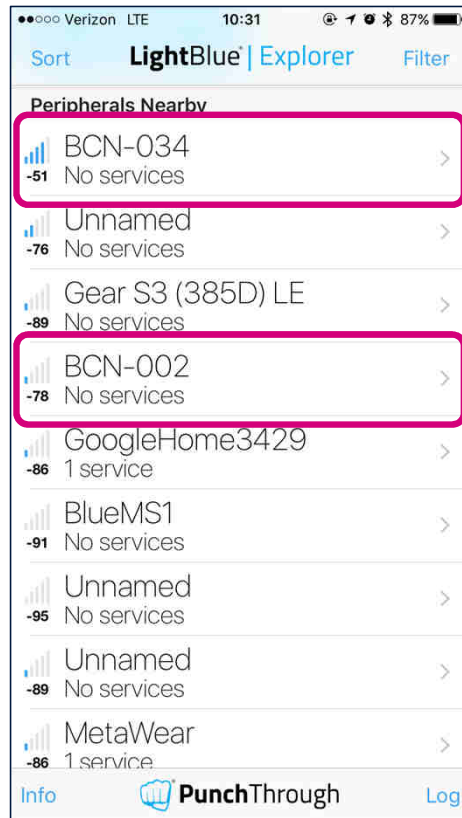 Verizon LTE 10:31 87%
Sort LightBlue | Explorer Filter
Peripherals Nearby
BCN-034
-51 No services
Unnamed
-76 No services
Gear S3 (385D) LE
-89 No services
BCN-002
-78 No services
GoogleHome3429
-86 1 service
BlueMS1
-91 No services
Unnamed
-95 No services
Unnamed
-89 No services
MetaWear
-86 1 service
Info PunchThrough Log